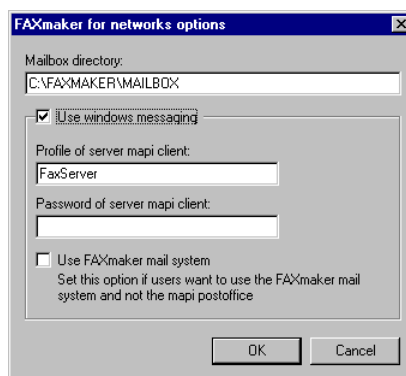 FAXmaker for networks options
Mailbox directory:
C:\FAXMAKER\MAILBOX
Use windows messaging
Profile of server mapi client:
FaxServer
Password of server mapi client:
Use FAXmaker mail system
Set this option if users want to use the FAXmaker mail
system and not the mapi postoffice
OK Cancel